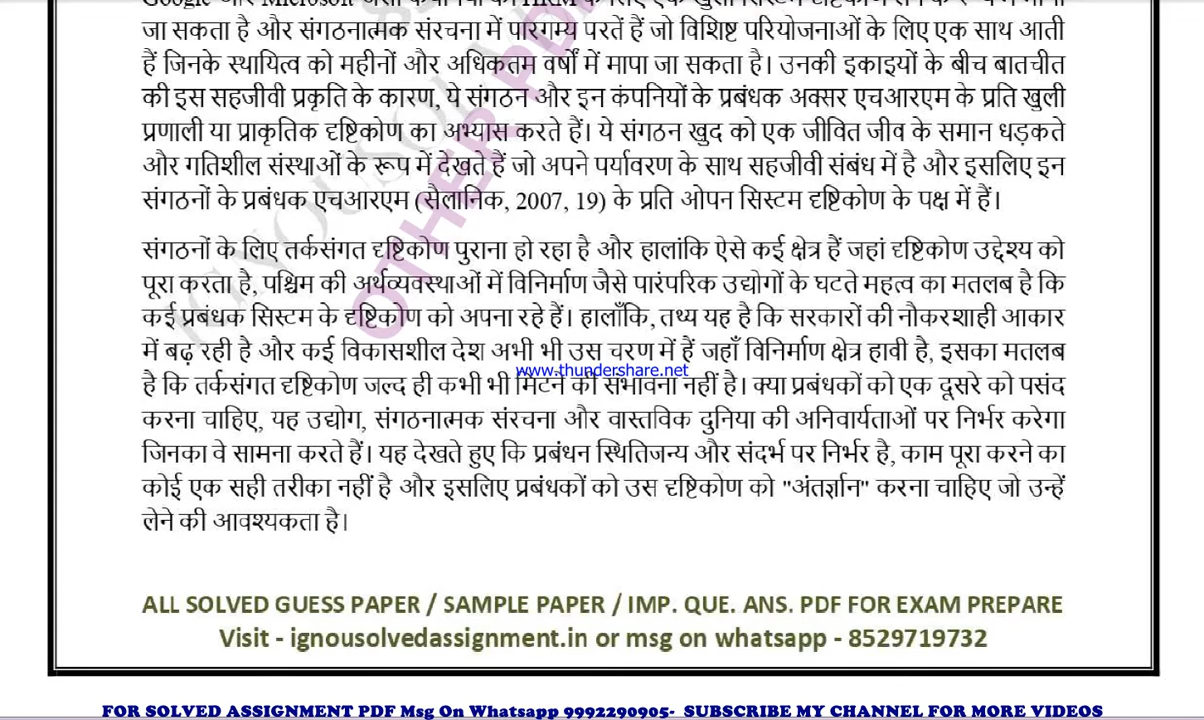 जा सकता है और संगठनात्मक संरचना में पारगम्य परतें हैं जो विशिष्ट परियोजनाओं के लिए एक साथ आती
हैं जिनके स्थायित्व को महीनों और अधिकतम वर्षों में मापा जा सकता है। उनकी इकाइयों के बीच बातचीत
की इस सहजीवी प्रकृति के कारण, ये संगठन और इन कंपनियों के प्रबंधक अक्सर एचआरएम के प्रति खुली
प्रणाली या प्राकृतिक दृष्टिकोण का अभ्यास करते हैं। ये संगठन खुद को एक जीवित जीव के समान धड़कते
और गतिशील संस्थाओं के रूप में देखते हैं जो अपने पर्यावरण के साथ सहजीवी संबंध में है और इसलिए इन
संगठनों के प्रबंधक एचआरएम (सैलानिक, 2007, 19) के प्रति ओपन सिस्टम दृष्टिकोण के पक्ष में हैं।
संगठनों के लिए तर्कसंगत दृष्टिकोण पुराना हो रहा है और हालांकि ऐसे कई क्षेत्र हैं जहां दृष्टिकोण उद्देश्य को
पूरा करता है, पश्चिम की अर्थव्यवस्थाओं में विनिर्माण जैसे पारंपरिक उद्योगों के घटते महत्व का मतलब है कि
कई प्रबंधक सिस्टम के दृष्टिकोण को अपना रहे हैं। हालाँकि, तथ्य यह है कि सरकारों की नौकरशाही आकार
में बढ़ रही है और कई विकासशील देश अभी भी उस चरण में हैं जहाँ विनिर्माण क्षेत्र हावी है, इसका मतलब
www.thundershare.net
है कि तर्कसंगत दृष्टिकोण जल्द ही कभी भी मिटने की संभावना नहीं है। क्या प्रबंधकों को एक दूसरे को पसंद
करना चाहिए, यह उद्योग, संगठनात्मक संरचना और वास्तविक दुनिया की अनिवार्यताओं पर निर्भर करेगा
जिनका वे सामना करते हैं। यह देखते हुए कि प्रबंधन स्थितिजन्य और संदर्भ पर निर्भर है, काम पूरा करने का
कोई एक सही तरीका नहीं है और इसलिए प्रबंधकों को उस दृष्टिकोण को "अंतर्ज्ञान" करना चाहिए जो उन्हें
लेने की आवश्यकता है।
ALL SOLVED GUESS PAPER / SAMPLE PAPER / IMP. QUE. ANS. PDF FOR EXAM PREPARE
Visit - ignousolvedassignment.in or msg on whatsapp - 8529719732
FOR SOLVED ASSIGNMENT PDF Msg On Whatsapp 9992290905- SUBSCRIBE MY CHANNEL FOR MORE VIDEOS